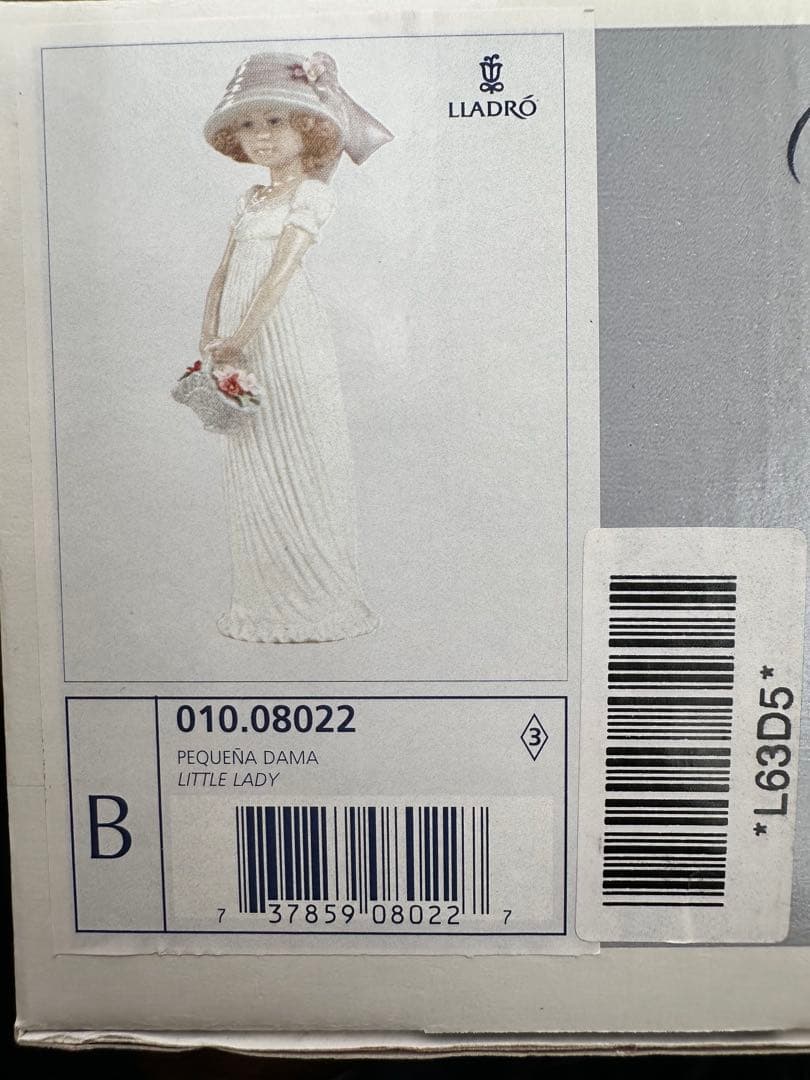 LLADRÓ
010.08022
3
PEQUEÑA DAMA
LITTLE LADY
B
7 37859 08022 7
*L63D5*